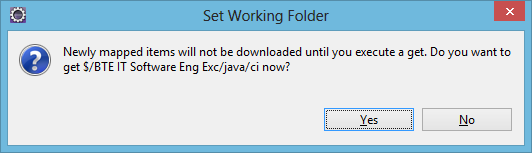 Set Working Folder
Newly mapped items will not be downloaded until you execute a get. Do you want to
get $/BTE IT Software Eng Exc/java/ci now?
Yes
No